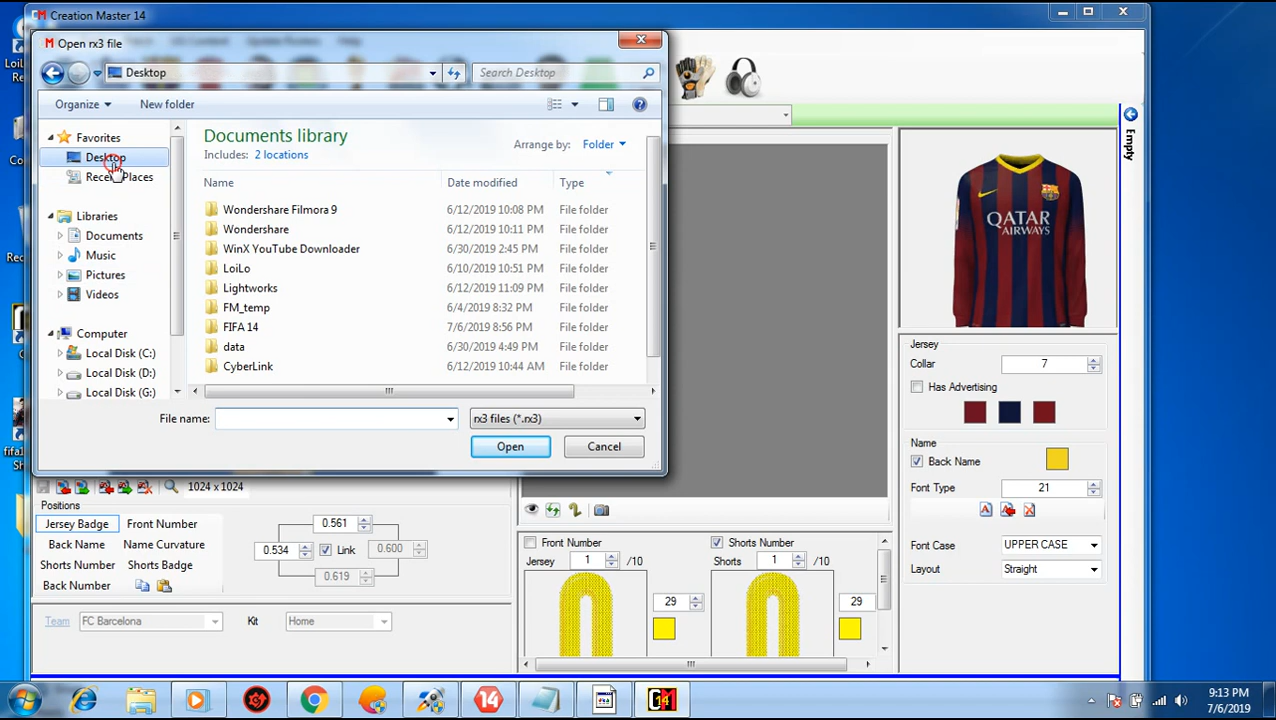 Creation Master 14
Open rx3 file
Desktop
Search Desktop
Organize
New folder
Favorites
Desktop
Recent Places
Libraries
Documents
Music
Pictures
Videos
Computer
Local Disk (C:)
Local Disk (D:)
Local Disk (G:)
Documents library
Includes: 2 locations
Arrange by: Folder
Name Date modified Type
Wondershare Filmora 9 6/12/2019 10:08 PM File folder
Wondershare 6/12/2019 10:11 PM File folder
WinX YouTube Downloader 6/30/2019 2:45 PM File folder
LoiLo 6/10/2019 10:51 PM File folder
Lightworks 6/12/2019 11:09 PM File folder
FM_temp 6/4/2019 8:32 PM File folder
FIFA 14 7/6/2019 8:56 PM File folder
data 6/30/2019 4:49 PM File folder
CyberLink 6/12/2019 10:44 AM File folder
File name:
rx3 files (*.rx3)
Open Cancel
Empty
QATAR
AIRWAYS
Jersey
Collar 7
Has Advertising
Name
Back Name
Font Type 21
Font Case UPPER CASE
Layout Straight
1024 x 1024
Positions
Jersey Badge Front Number
Back Name Name Curvature
Shorts Number Shorts Badge
Back Number
0.561
0.534 Link 0.600
0.619
Team FC Barcelona Kit Home
Front Number Shorts Number
Jersey 1 /10 Shorts 1 /10
29 29
14
9:13 PM
7/6/2019